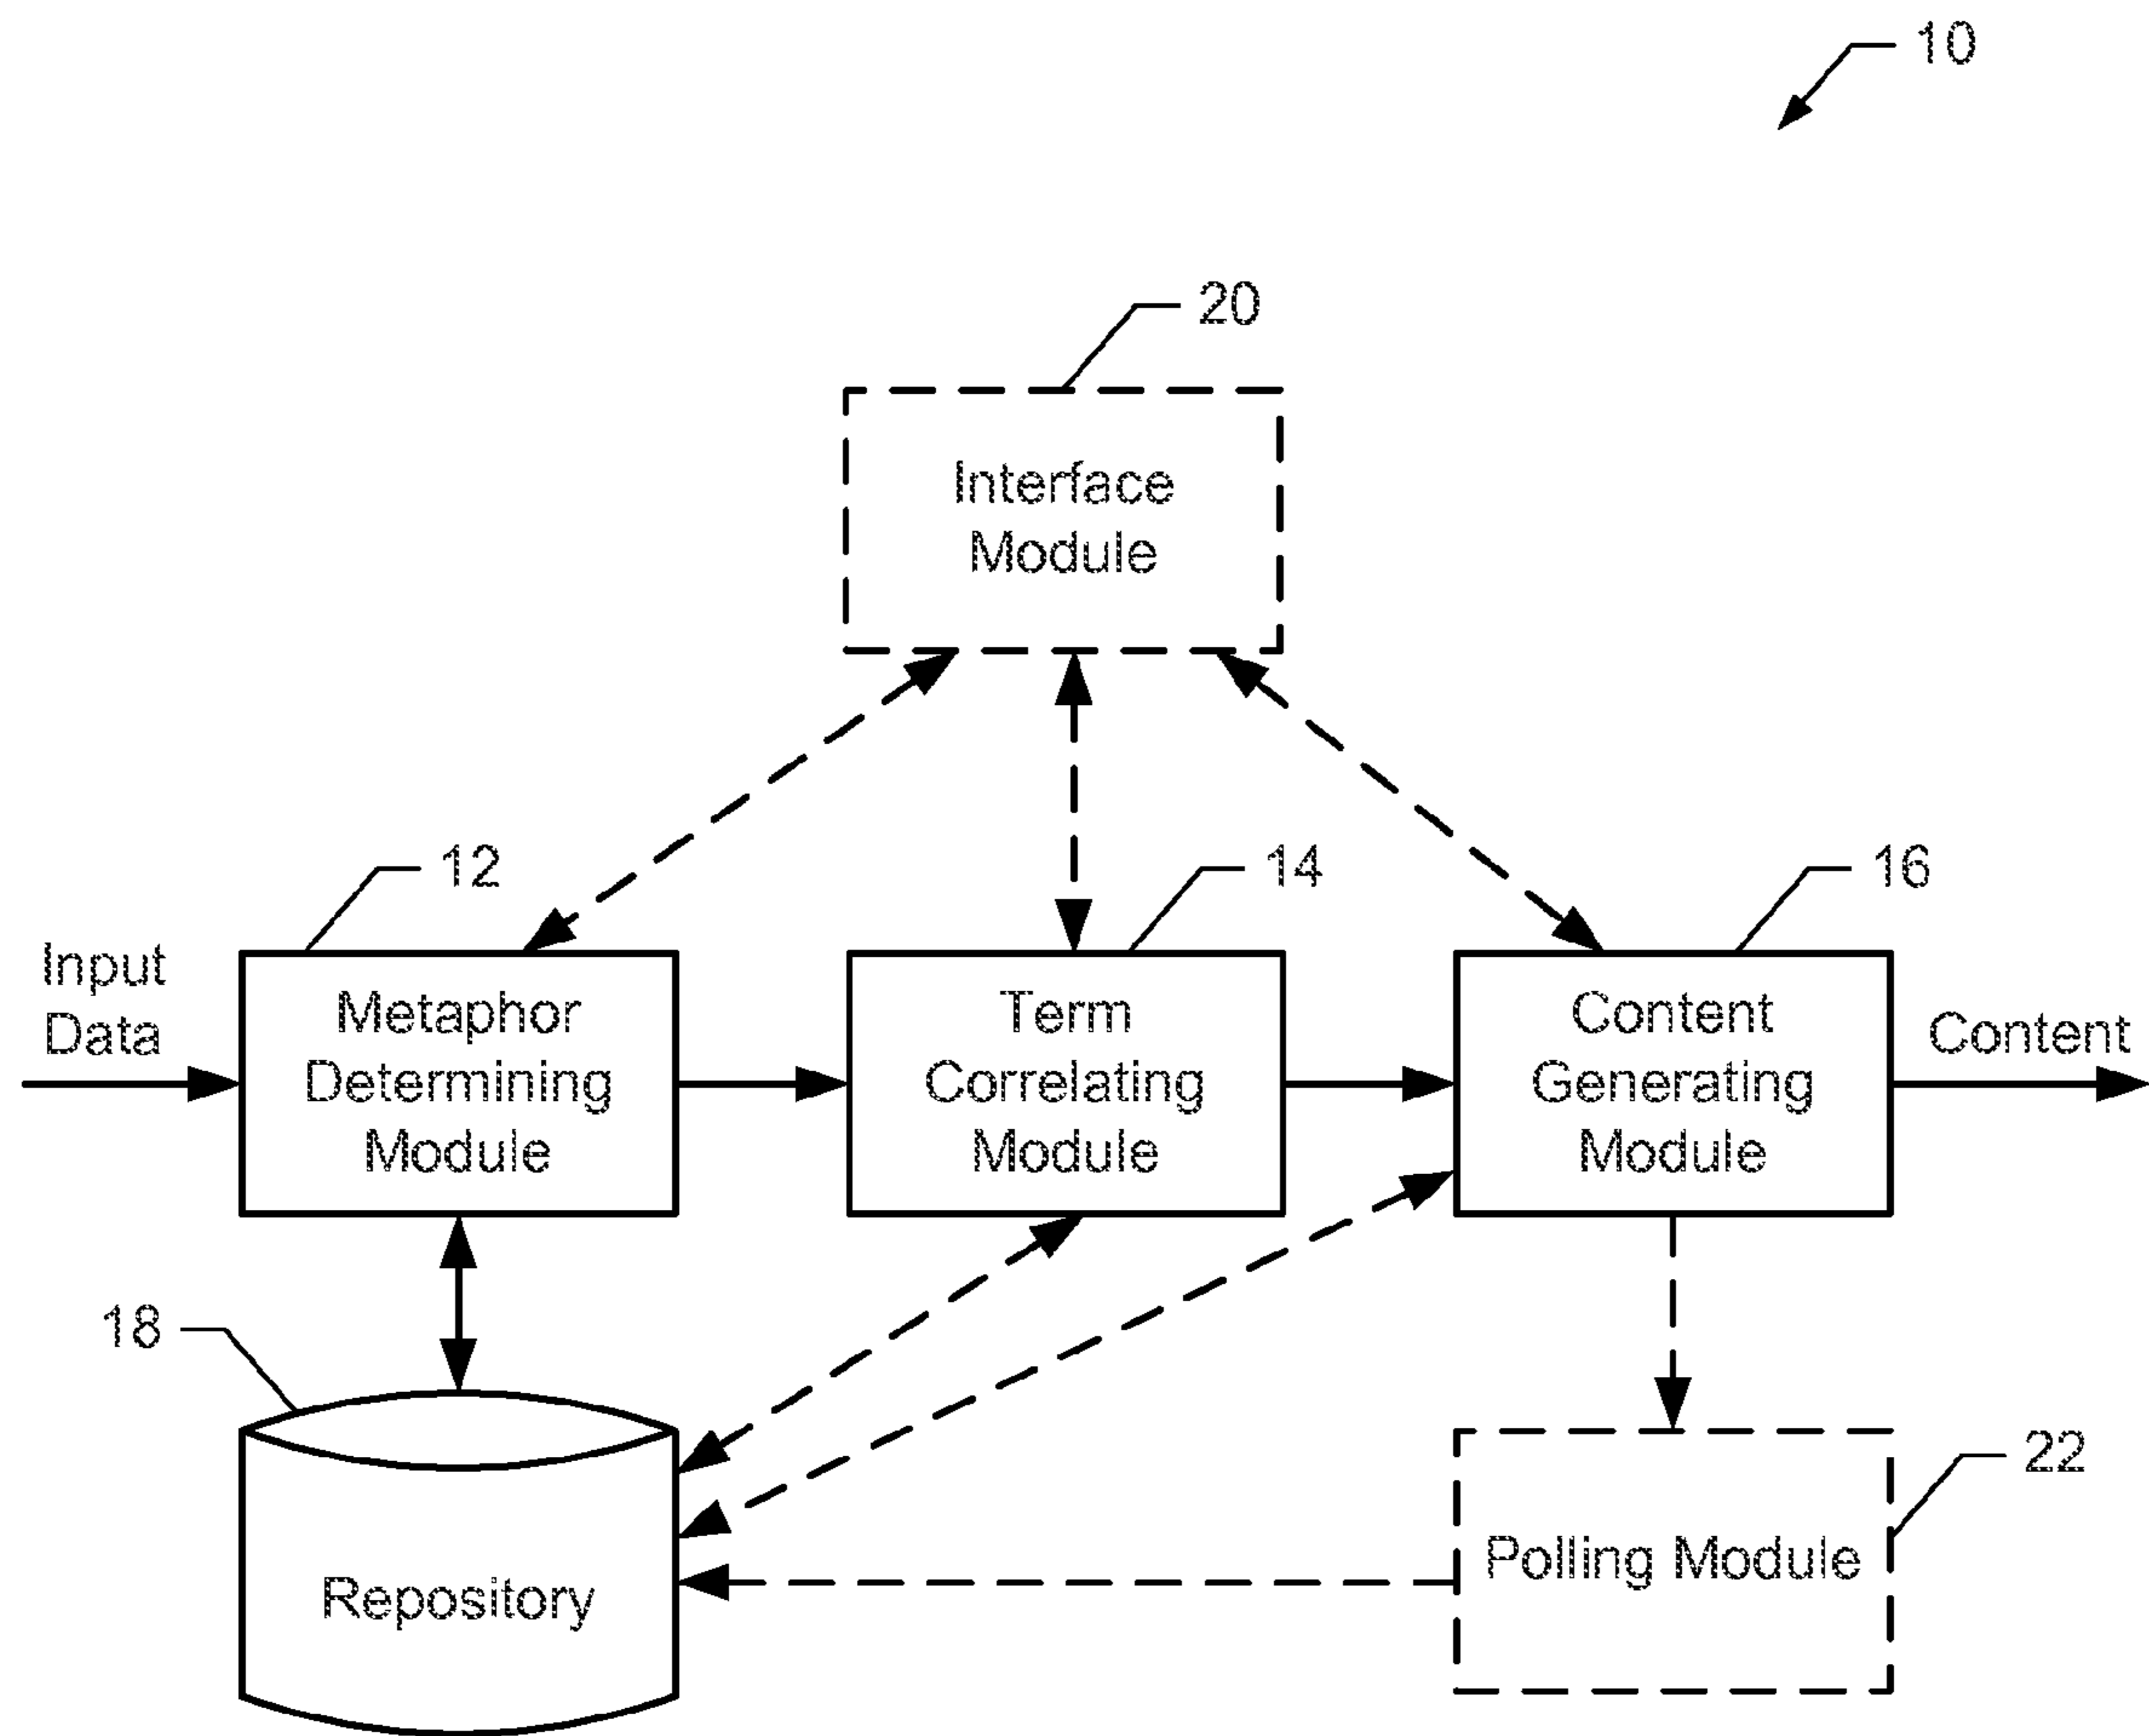 10
20
Interface
Module
12
14
16
Input
Data
Metaphor
Determining
Module
Term
Correlating
Module
Content
Generating
Module
Content
18
22
Repository
Polling Module